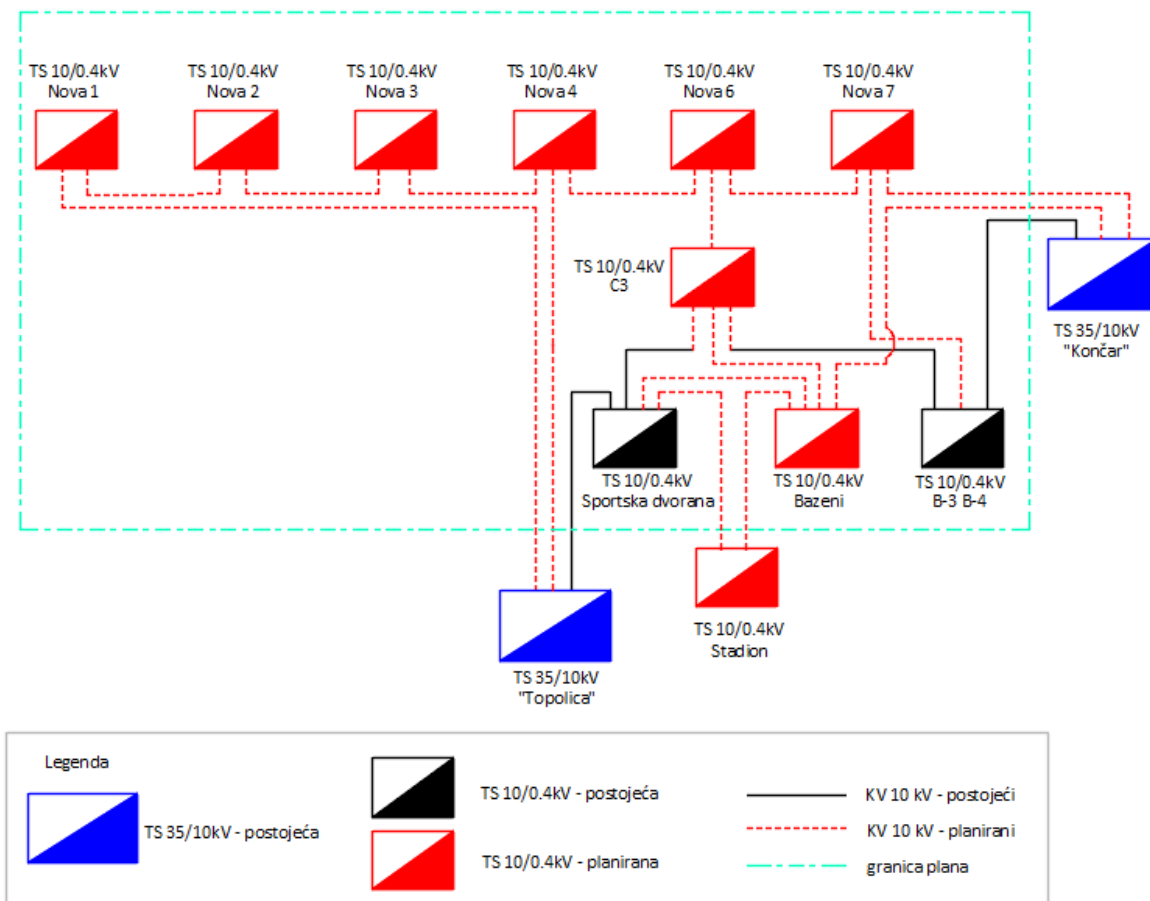 TS 10/0.4kV
Nova 1
TS 10/0.4kV
Nova 2
TS 10/0.4kV
Nova 3
TS 10/0.4kV
Nova 4
TS 10/0.4kV
Nova 6
TS 10/0.4kV
Nova 7
TS 10/0.4kV
C3
TS 35/10kV
"Končar"
TS 10/0.4kV
Sportska dvorana
TS 10/0.4kV
Bazeni
TS 10/0.4kV
B-3 B-4
TS 10/0.4kV
Stadion
TS 35/10kV
"Topolica"
Legenda
TS 35/10kV - postojeća
TS 10/0.4kV - postojeća
TS 10/0.4kV - planirana
KV 10 kV - postojeći
KV 10 kV - planirani
granica plana